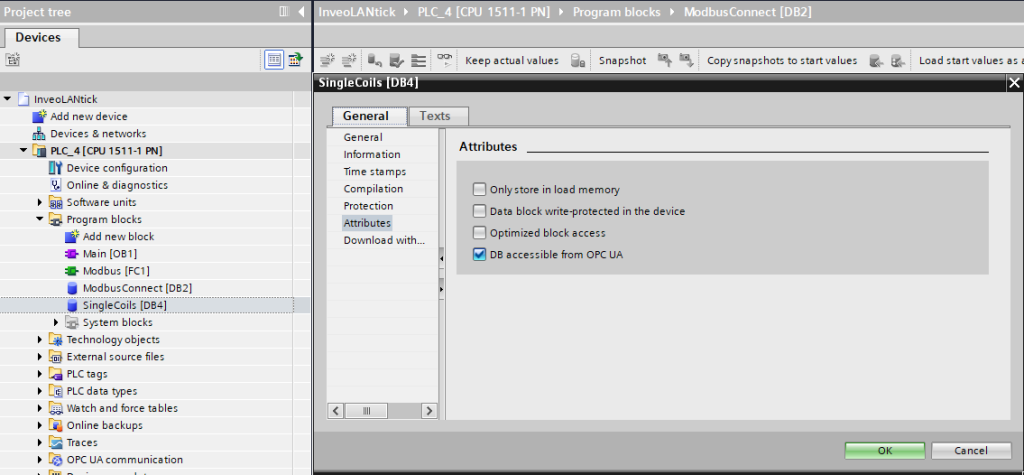 Project tree
Devices
InveoLANtick
Add new device
Devices & networks
PLC_4 [CPU 1511-1 PN]
Device configuration
Online & diagnostics
Software units
Program blocks
Add new block
Main [OB1]
Modbus [FC1]
ModbusConnect [DB2]
SingleCoils [DB4]
System blocks
Technology objects
External source files
PLC tags
PLC data types
Watch and force tables
Online backups
Traces
OPC UA communication
InveoLANtick PLC_4 [CPU 1511-1 PN] Program blocks ModbusConnect [DB2]
Keep actual values Snapshot Copy snapshots to start values Load start values as
SingleCoils [DB4]
General Texts
General
Information
Time stamps
Compilation
Protection
Attributes
Download with...
Attributes
Only store in load memory
Data block write-protected in the device
Optimized block access
DB accessible from OPC UA
OK Cancel